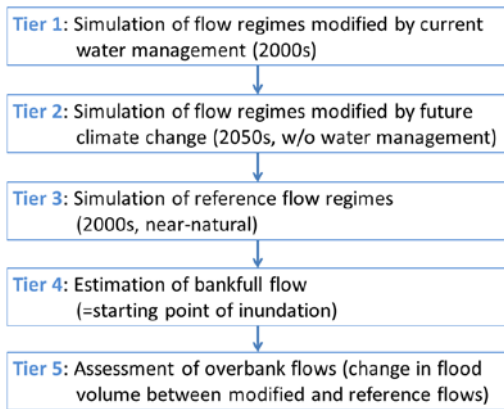 Tier 1: Simulation of flow regimes modified by current
water management (2000s)
Tier 2: Simulation of flow regimes modified by future
climate change (2050s, w/o water management)
Tier 3: Simulation of reference flow regimes
(2000s, near-natural)
Tier 4: Estimation of bankfull flow
(=starting point of inundation)
Tier 5: Assessment of overbank flows (change in flood
volume between modified and reference flows)